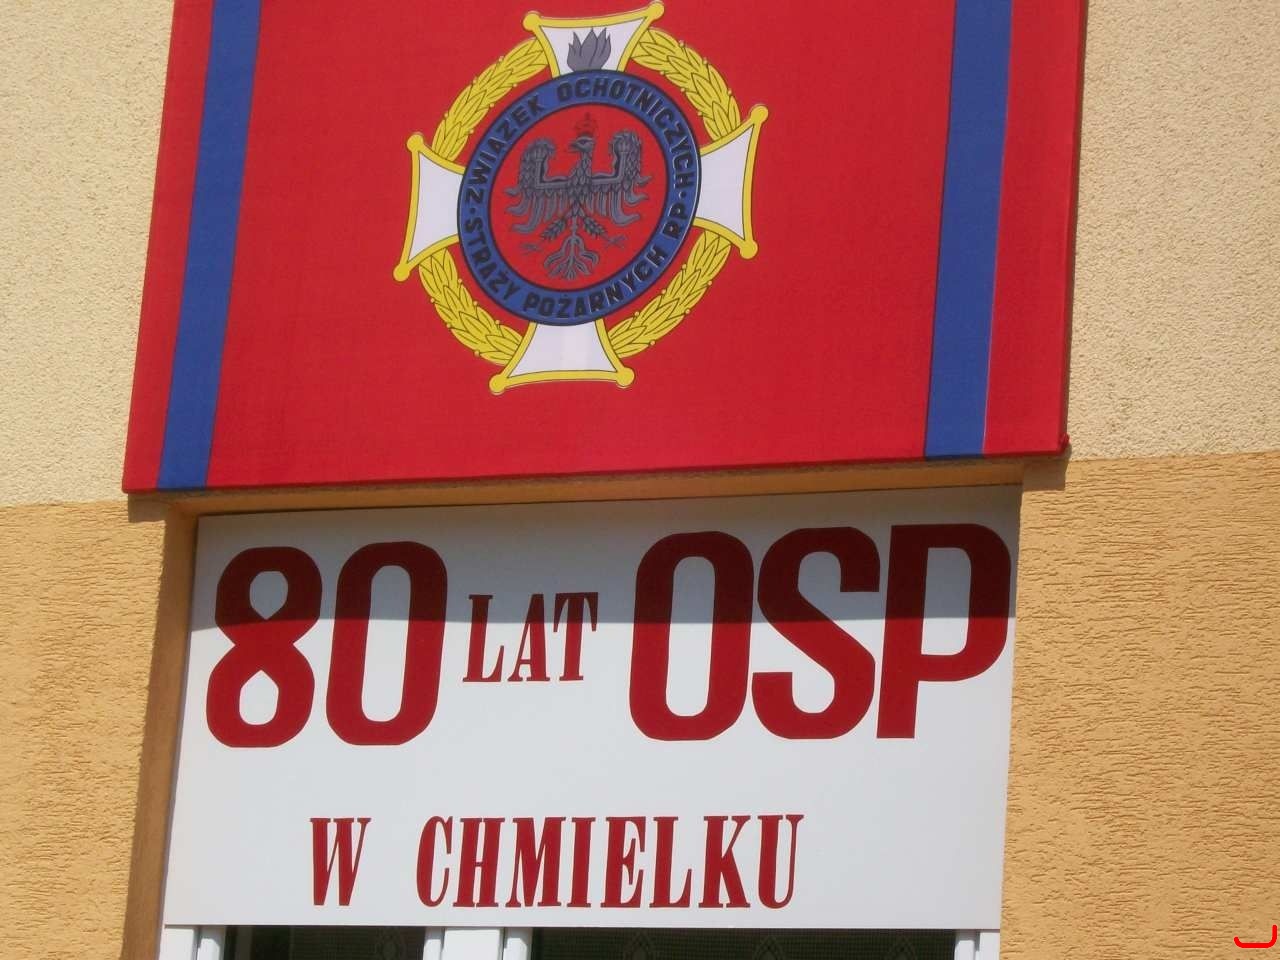 ZWIĄZEK OCHOTNICZYCH
STRAŻY POŻARNYCH RP
80 LAT OSP
W CHMIELKU